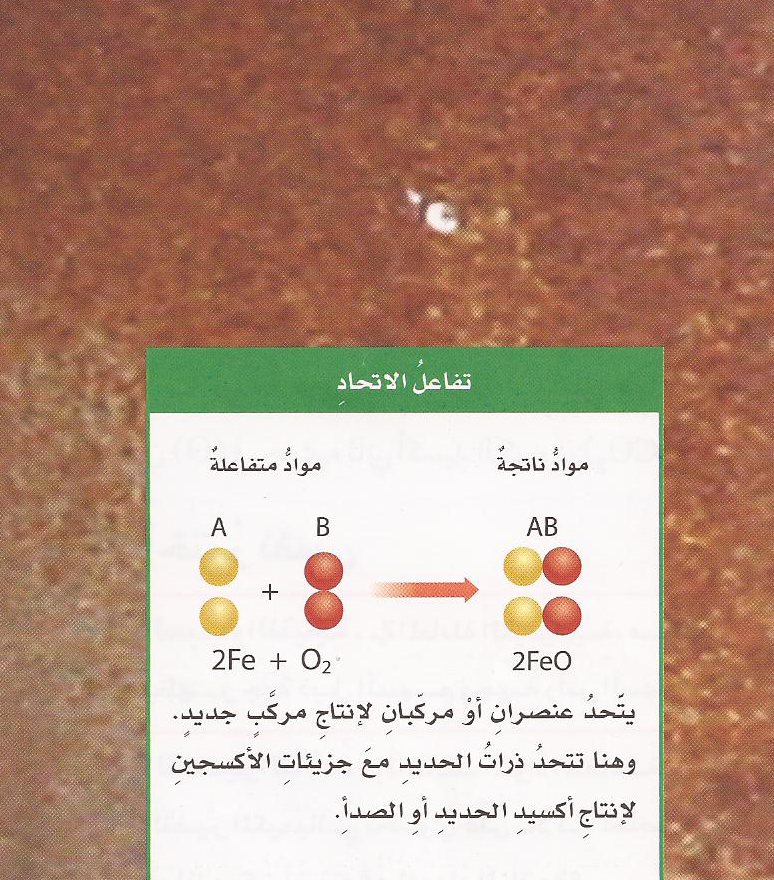 تفاعلُ الاتحادِ
موادُّ متفاعلةٌ موادُّ ناتجةٌ
A B AB
+
2Fe + O₂ 2FeO
يتّحدُ عنصرانِ أوْ مركّبانِ لإنتاجِ مركَّبٍ جديدٍ.
وهنا تتحدُ ذراتُ الحديدِ معَ جزيئاتِ الأكسجينِ
لإنتاجِ أكسيدِ الحديدِ أوِ الصدأِ.